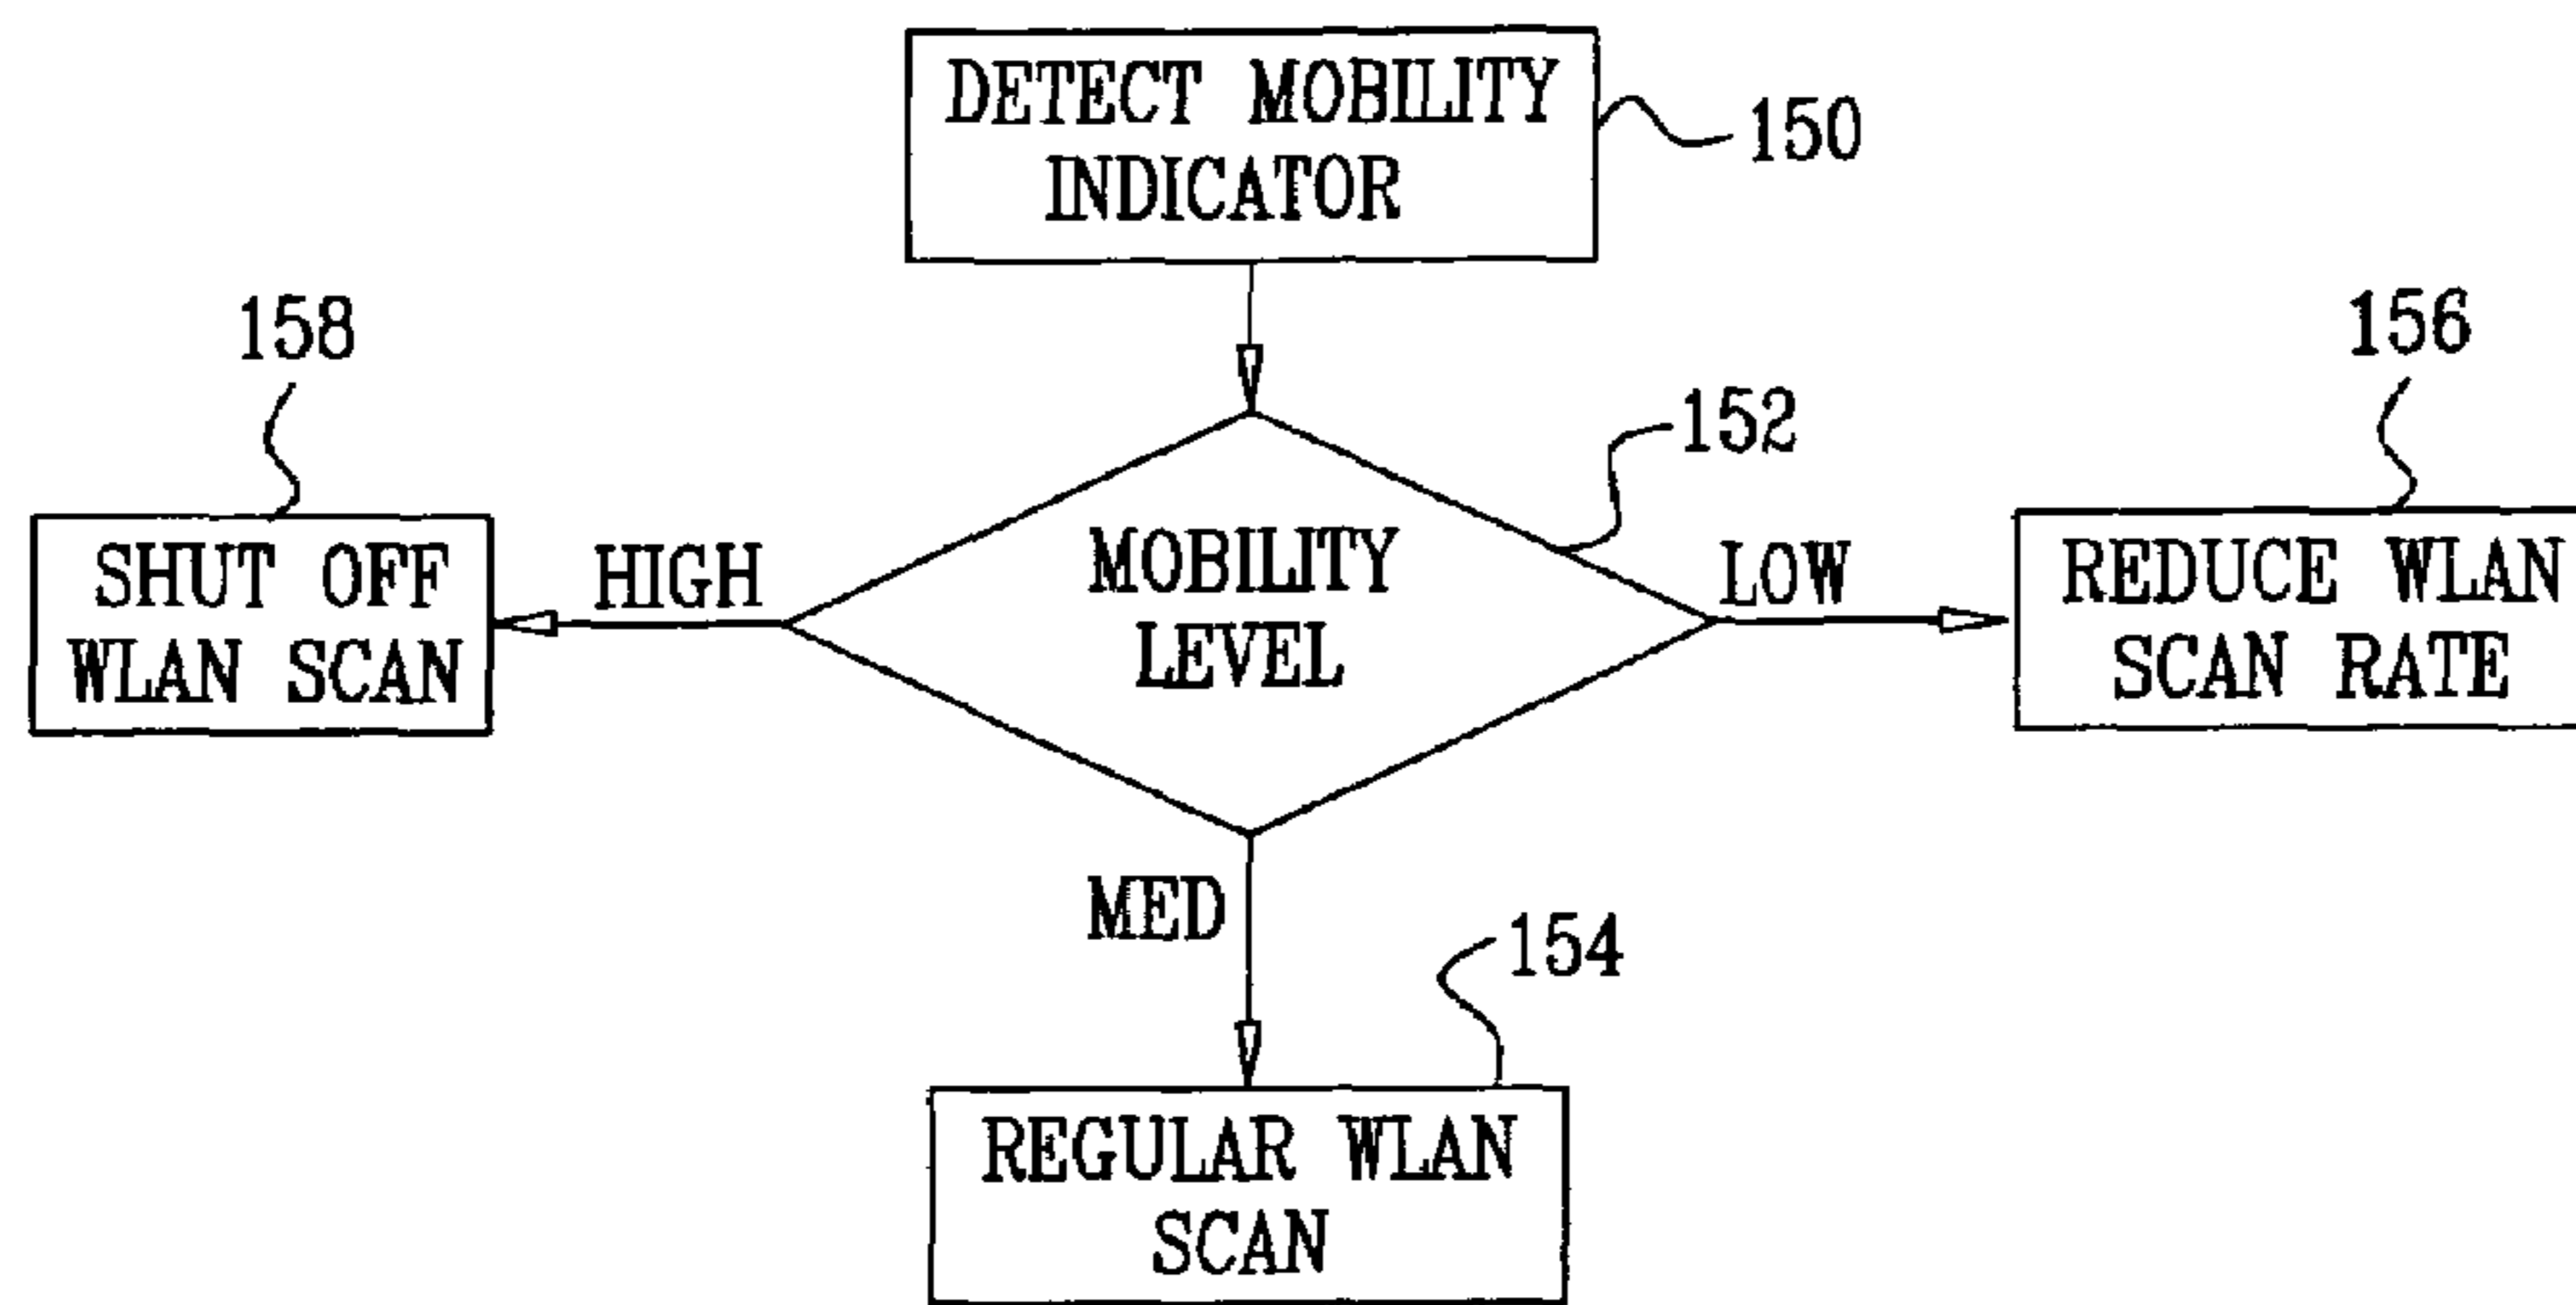 DETECT MOBILITY
INDICATOR
150
158
156
152
SHUT OFF
WLAN SCAN
HIGH
MOBILITY
LEVEL
LOW
REDUCE WLAN
SCAN RATE
MED
154
REGULAR WLAN
SCAN